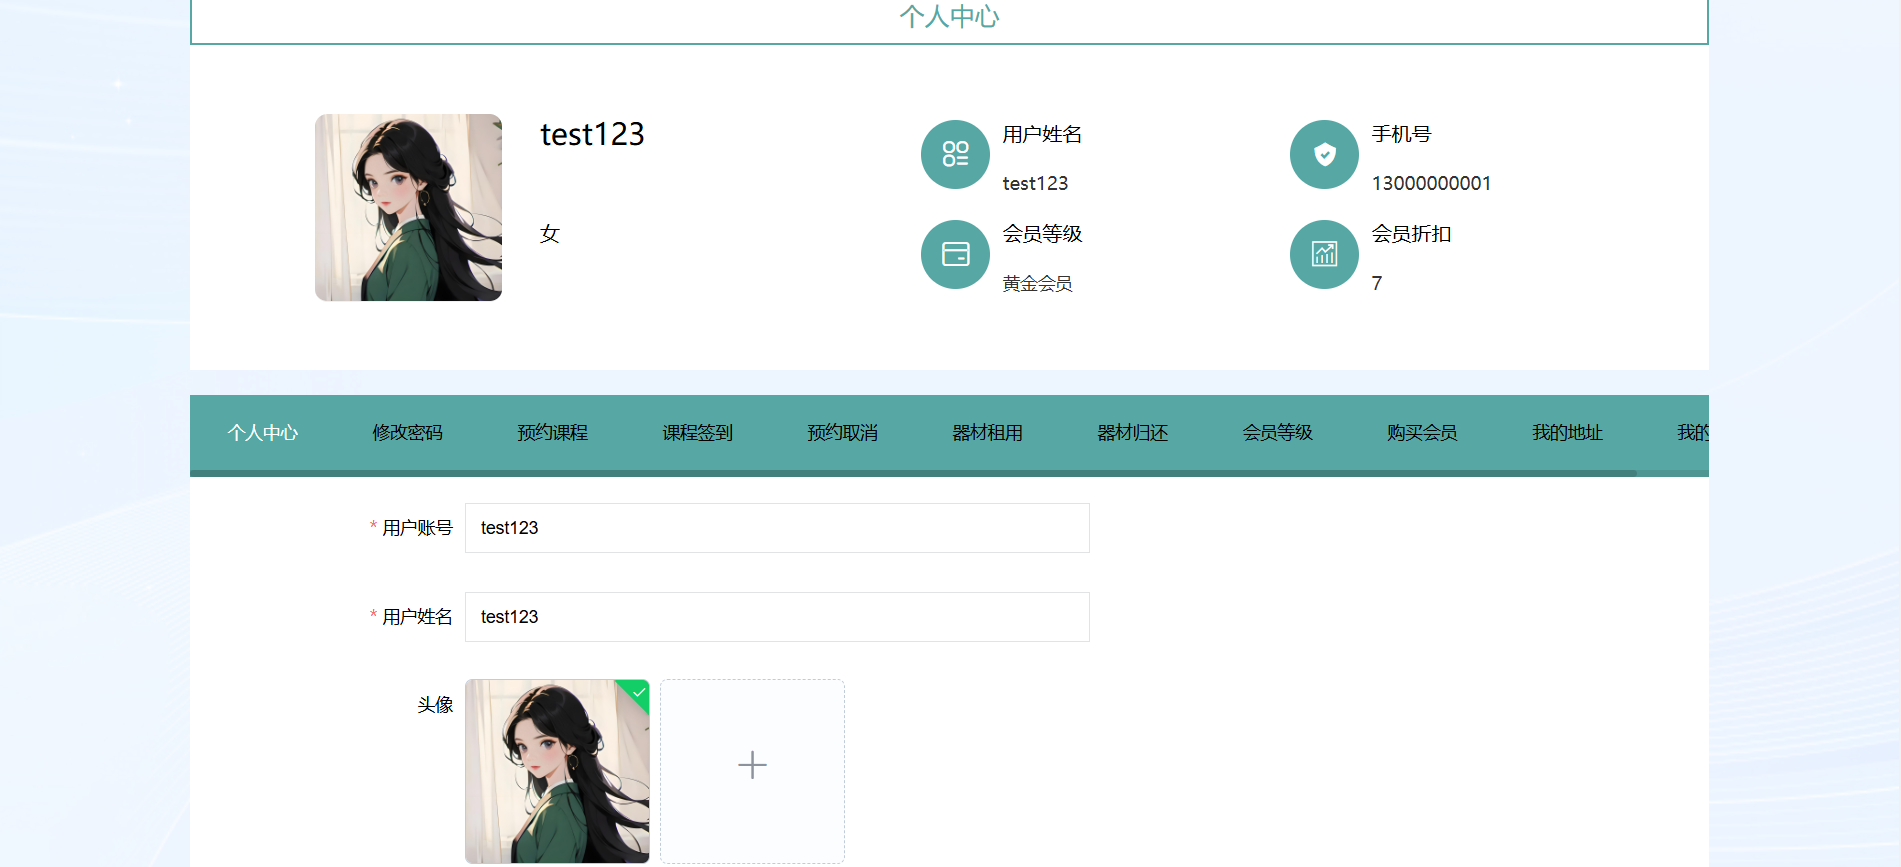 个人中心
test123
女
用户姓名
test123
手机号
13000000001
会员等级
黄金会员
会员折扣
7
个人中心 修改密码 预约课程 课程签到 预约取消 器材租用 器材归还 会员等级 购买会员 我的地址 我的
* 用户账号 test123
* 用户姓名 test123
头像